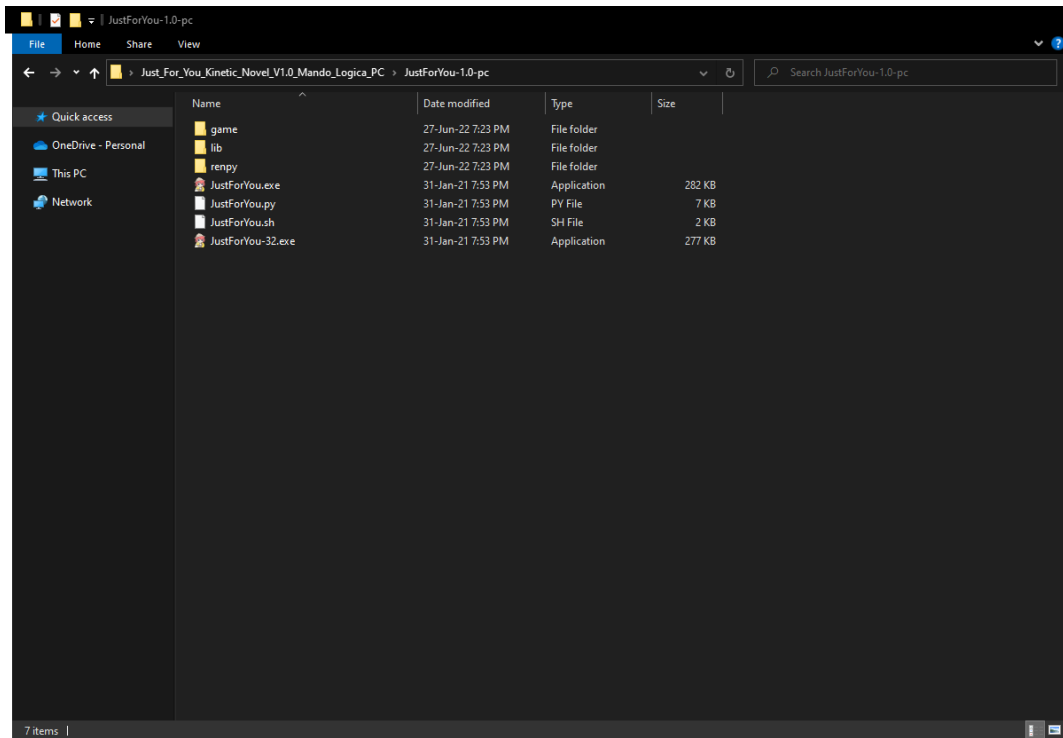 JustForYou-1.0-pc
File Home Share View
Just_For_You_Kinetic_Novel_V1.0_Mando_Logica_PC JustForYou-1.0-pc Search JustForYou-1.0-pc
Name Date modified Type Size
Quick access
OneDrive - Personal
This PC
Network
game 27-Jun-22 7:23 PM File folder
lib 27-Jun-22 7:23 PM File folder
renpy 27-Jun-22 7:23 PM File folder
JustForYou.exe 31-Jan-21 7:53 PM Application 282 KB
JustForYou.py 31-Jan-21 7:53 PM PY File 7 KB
JustForYou.sh 31-Jan-21 7:53 PM SH File 2 KB
JustForYou-32.exe 31-Jan-21 7:53 PM Application 277 KB
7 items